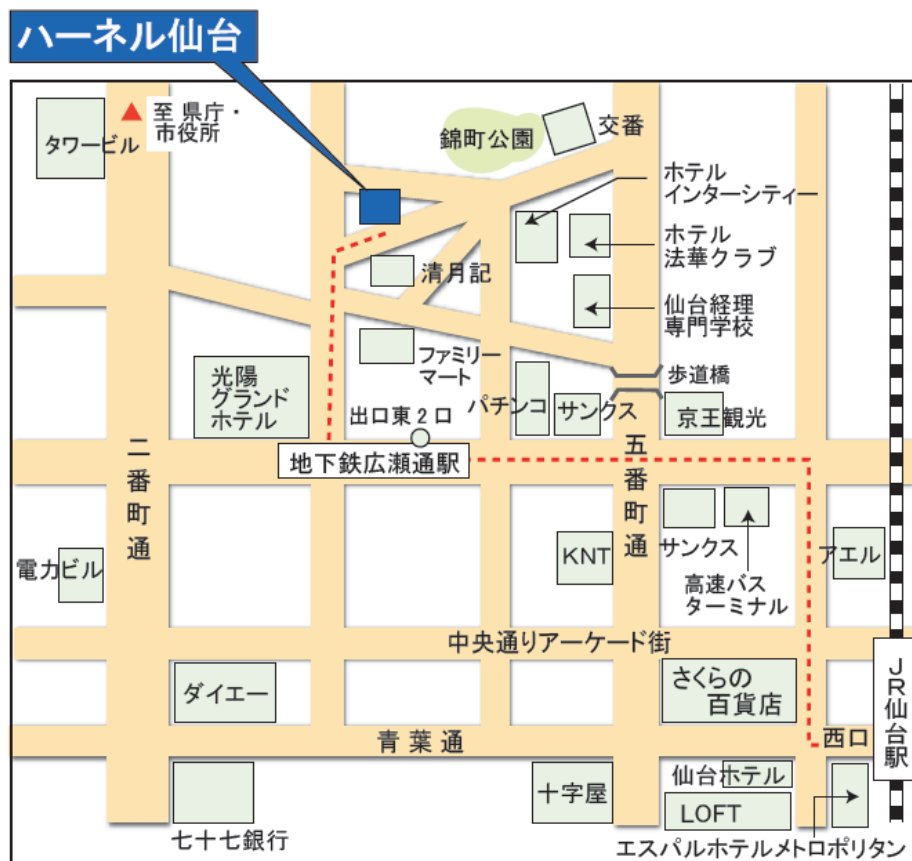 ハーネル仙台
至 県庁・
市役所
タワービル
錦町公園
交番
ホテル
インターシティー
ホテル
法華クラブ
清月記
仙台経理
専門学校
ファミリー
マート
歩道橋
光陽
グランド
ホテル
出口東2口
パチンコ
サンクス
京王観光
地下鉄広瀬通駅
二番町通
五番町通
電力ビル
KNT
サンクス
高速バス
ターミナル
アエル
中央通りアーケード街
ダイエー
さくらの
百貨店
JR仙台駅
青葉通
西口
七十七銀行
十字屋
仙台ホテル
LOFT
エスパルホテルメトロポリタン